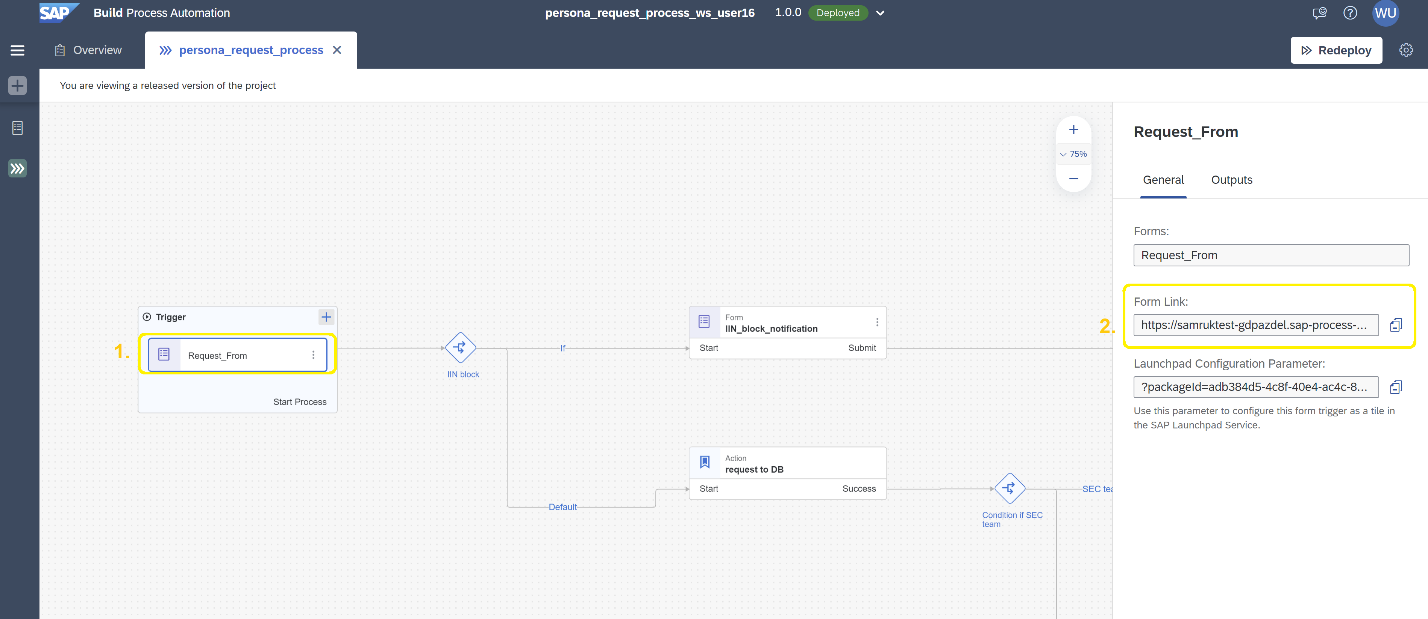 SAP Build Process Automation
persona_request_process_ws_user16 1.0.0 Deployed
WU
Overview
persona_request_process
Redeploy
You are viewing a released version of the project
75%
Trigger
1. Request_From
Start Process
IIN block
If
Default
Form
IIN_block_notification
Start Submit
Action
request to DB
Start Success
Condition if SEC
team
SEC tea
Request_From
General Outputs
Forms:
Request_From
Form Link:
2. https://samruktest-gdpazdel.sap-process-...
Launchpad Configuration Parameter:
?packageId=adb384d5-4c8f-40e4-ac4c-8...
Use this parameter to configure this form trigger as a tile in
the SAP Launchpad Service.